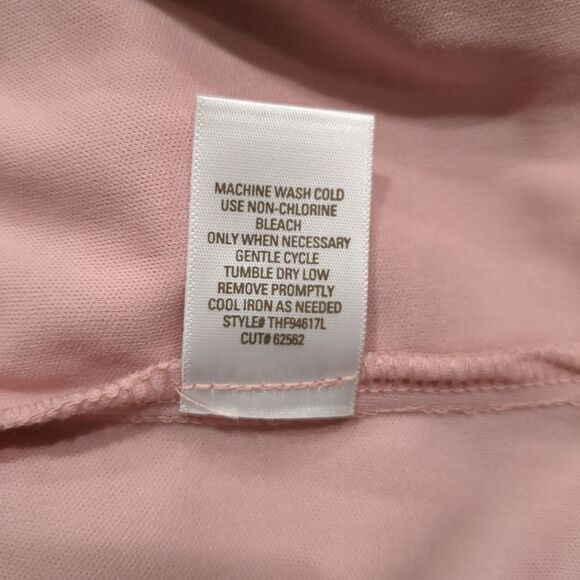 MACHINE WASH COLD
USE NON-CHLORINE
BLEACH
ONLY WHEN NECESSARY
GENTLE CYCLE
TUMBLE DRY LOW
REMOVE PROMPTLY
COOL IRON AS NEEDED
STYLE# THF94617L
CUT# 62562